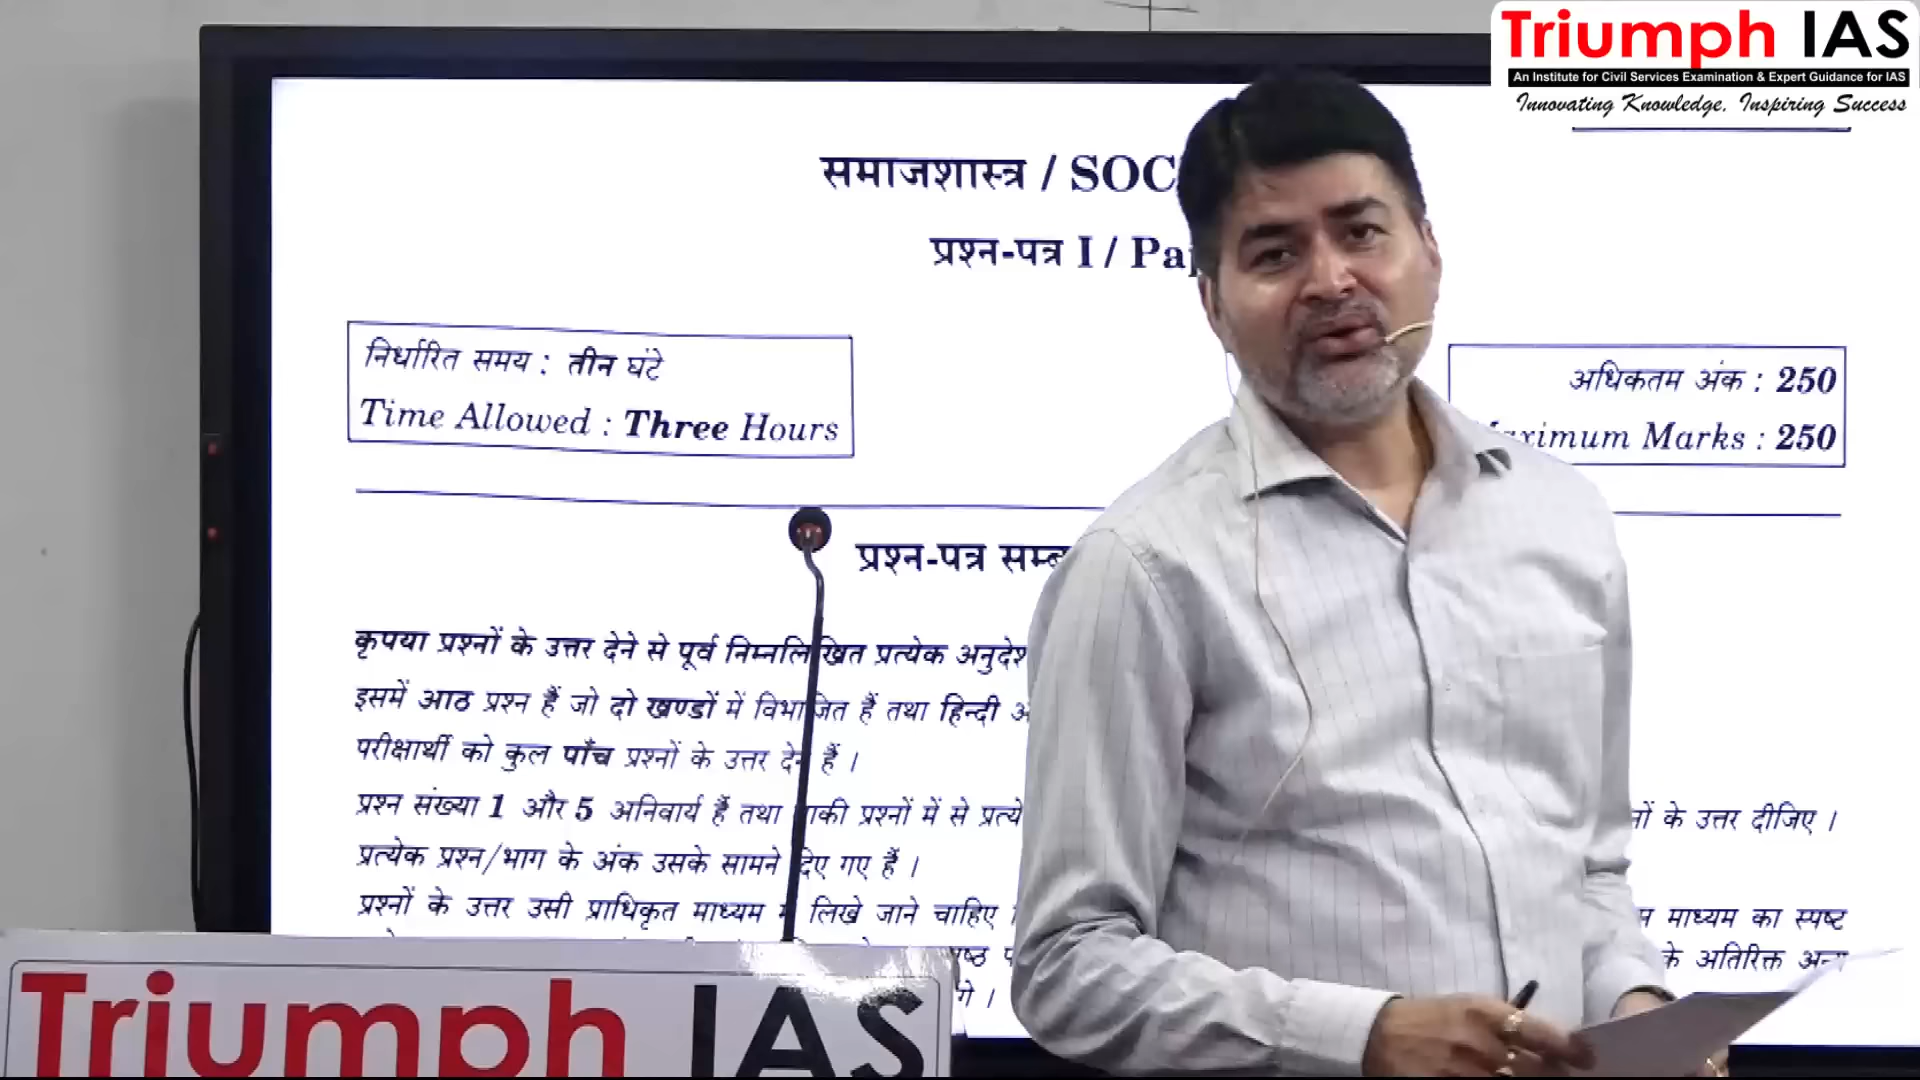 Triumph IAS
An Institute for Civil Services Examination & Expert Guidance for IAS
Innovating Knowledge, Inspiring Success
समाजशास्त्र / SOC
प्रश्न-पत्र I / Pap
निर्धारित समय : तीन घंटे
Time Allowed : Three Hours
अधिकतम अंक : 250
Maximum Marks : 250
प्रश्न-पत्र सम्ब
कृपया प्रश्नों के उत्तर देने से पूर्व निम्नलिखित प्रत्येक अनुदेश
इसमें आठ प्रश्न हैं जो दो खण्डों में विभाजित हैं तथा हिन्दी
परीक्षार्थी को कुल पाँच प्रश्नों के उत्तर देने हैं ।
प्रश्न संख्या 1 और 5 अनिवार्य हैं तथा बाकी प्रश्नों में से प्रत्ये नों के उत्तर दीजिए ।
प्रत्येक प्रश्न/भाग के अंक उसके सामने दिए गए हैं ।
प्रश्नों के उत्तर उसी प्राधिकृत माध्यम में लिखे जाने चाहिए माध्यम का स्पष्ट
के अतिरिक्त अन्य
Triumph IAS